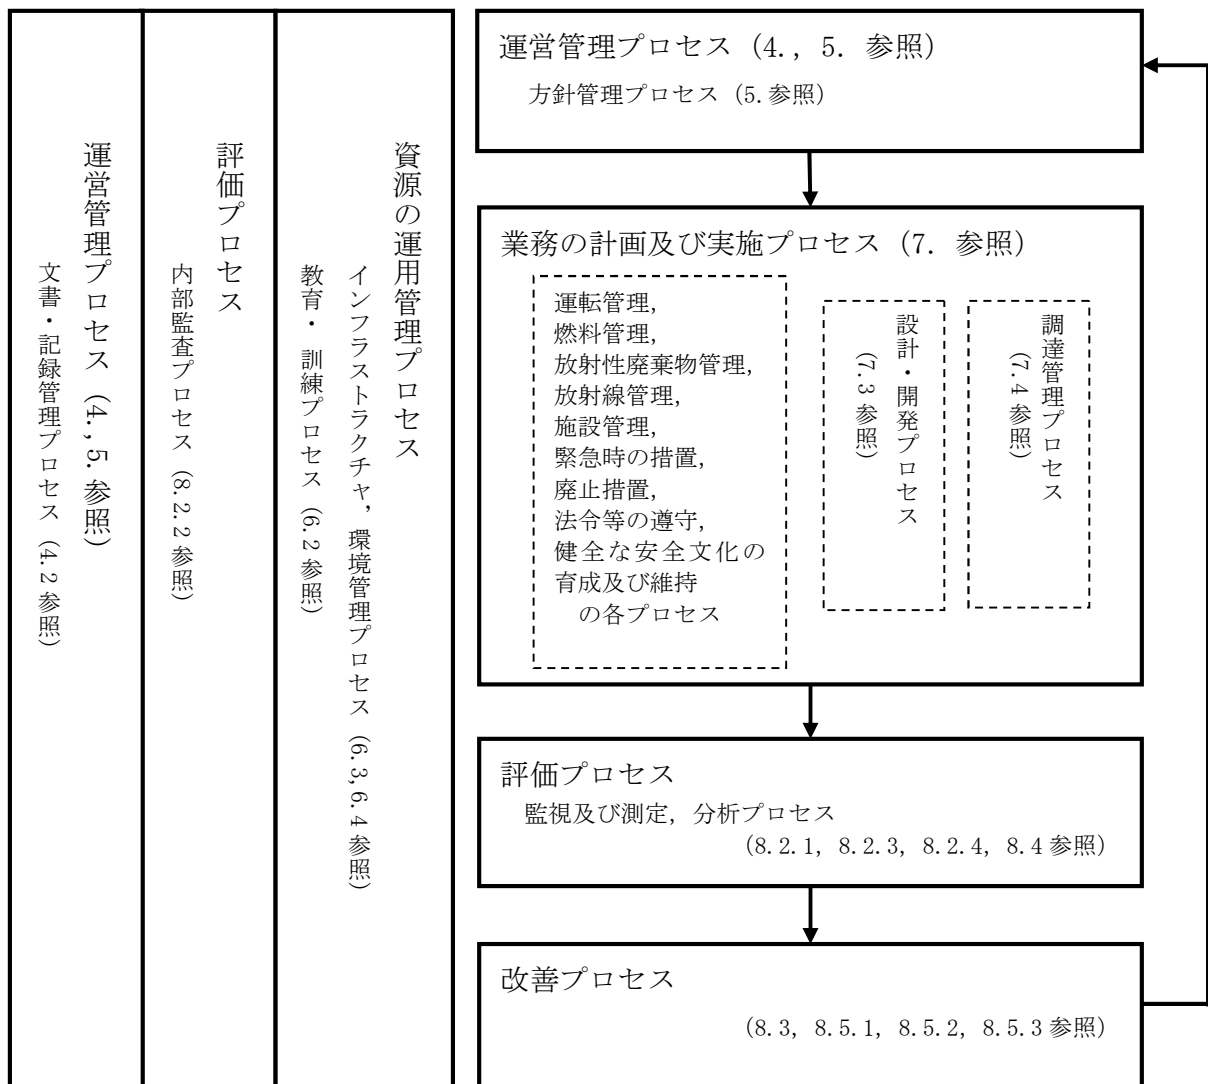 運営管理プロセス (4., 5. 参照)
方針管理プロセス (5.参照)
業務の計画及び実施プロセス (7. 参照)
運転管理,
燃料管理,
放射性廃棄物管理,
放射線管理,
施設管理,
緊急時の措置,
廃止措置,
法令等の遵守,
健全な安全文化の
育成及び維持
の各プロセス
設計・開発プロセス
(7.3参照)
調達管理プロセス
(7.4参照)
評価プロセス
監視及び測定, 分析プロセス
(8.2.1, 8.2.3, 8.2.4, 8.4参照)
改善プロセス
(8.3, 8.5.1, 8.5.2, 8.5.3参照)
資源の運用管理プロセス
インフラストラクチャ, 環境管理プロセス (6.3,6.4参照)
教育・訓練プロセス (6.2参照)
評価プロセス
内部監査プロセス (8.2.2参照)
運営管理プロセス (4.,5.参照)
文書・記録管理プロセス (4.2参照)